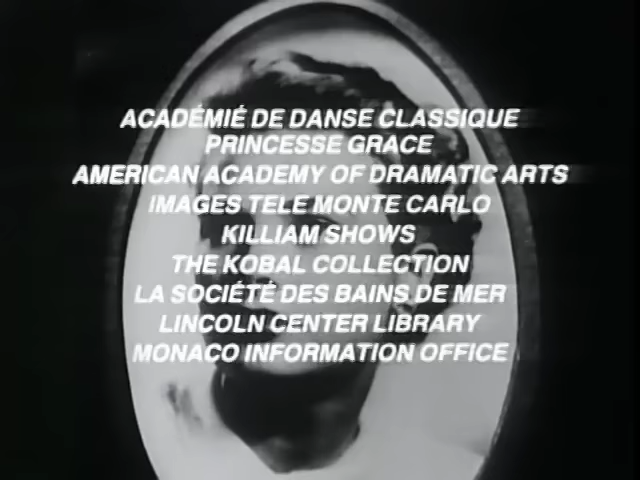 ACADÉMIÉ DE DANSE CLASSIQUE
PRINCESSE GRACE
AMERICAN ACADEMY OF DRAMATIC ARTS
IMAGES TELE MONTE CARLO
KILLIAM SHOWS
THE KOBAL COLLECTION
LA SOCIÉTÉ DES BAINS DE MER
LINCOLN CENTER LIBRARY
MONACO INFORMATION OFFICE